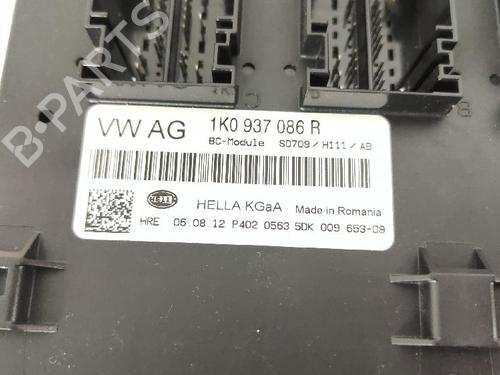 B-PARTS
VW AG 1K0 937 086 R
BC-Module S0709 / H111 / AB
HELLA
HELLA KGaA Made in Romania
HRE 06.08.12 P402 0563 5DK 009 653-09
B